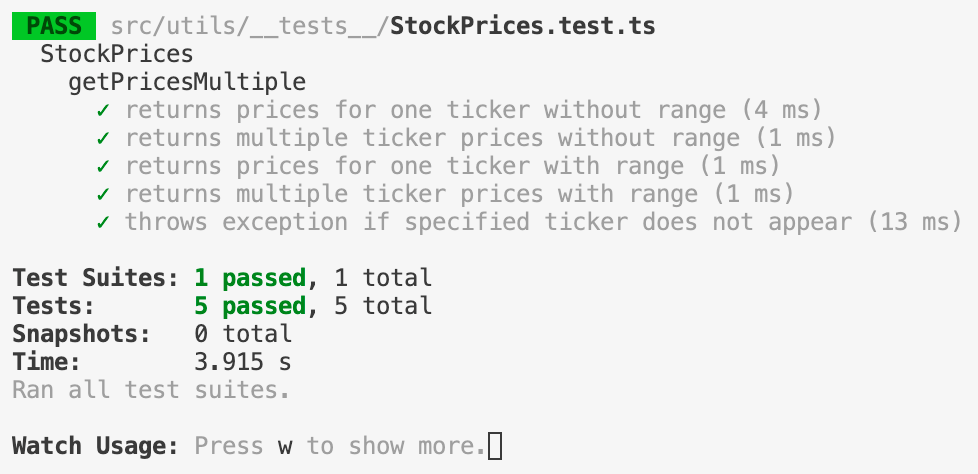 PASS src/utils/__tests__/StockPrices.test.ts
StockPrices
getPricesMultiple
✓ returns prices for one ticker without range (4 ms)
✓ returns multiple ticker prices without range (1 ms)
✓ returns prices for one ticker with range (1 ms)
✓ returns multiple ticker prices with range (1 ms)
✓ throws exception if specified ticker does not appear (13 ms)
Test Suites: 1 passed, 1 total
Tests: 5 passed, 5 total
Snapshots: 0 total
Time: 3.915 s
Ran all test suites.
Watch Usage: Press w to show more.